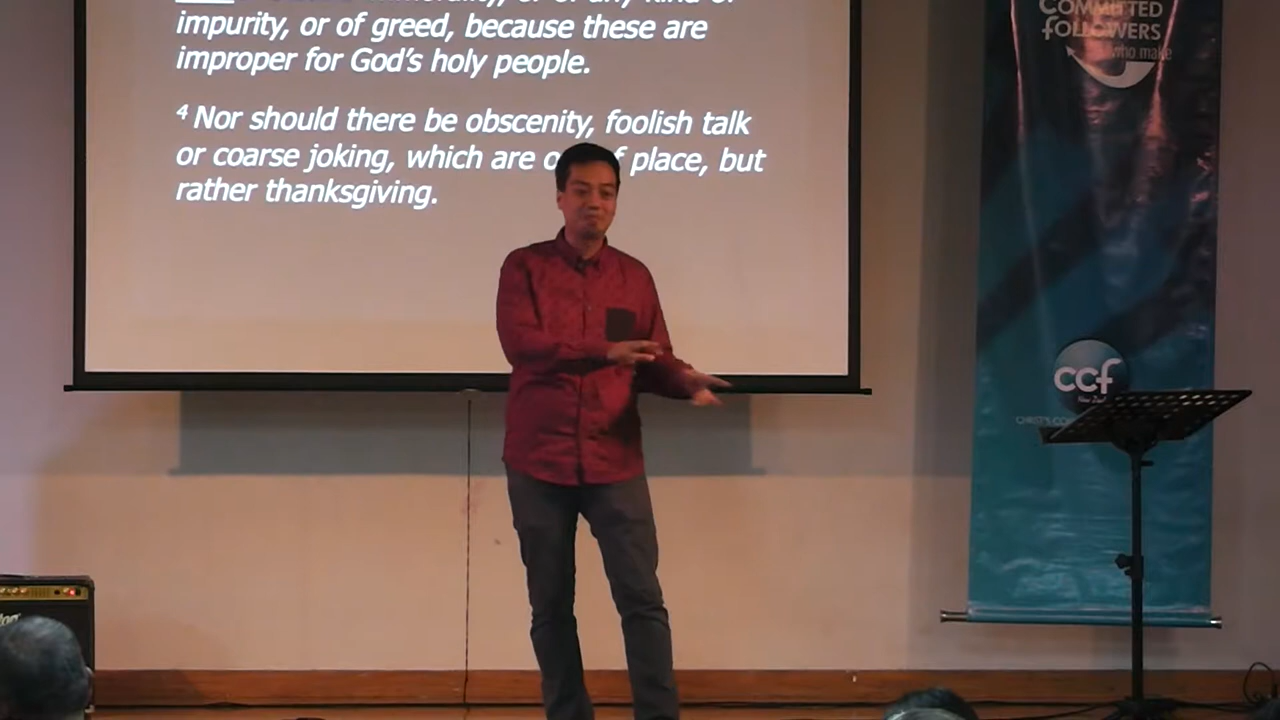 impurity, or of greed, because these are
improper for God's holy people.
4 Nor should there be obscenity, foolish talk
or coarse joking, which are of place, but
rather thanksgiving.
COMMITTED
fOLLOWERS
who make
ccf